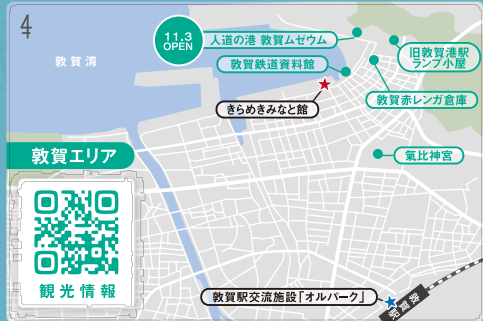 4
敦賀湾
11.3
OPEN
人道の港 敦賀ムゼウム
敦賀鉄道資料館
旧敦賀港駅
ランプ小屋
敦賀赤レンガ倉庫
きらめきみなと館
氣比神宮
敦賀エリア
観光情報
敦賀駅交流施設「オルパーク」
敦賀駅